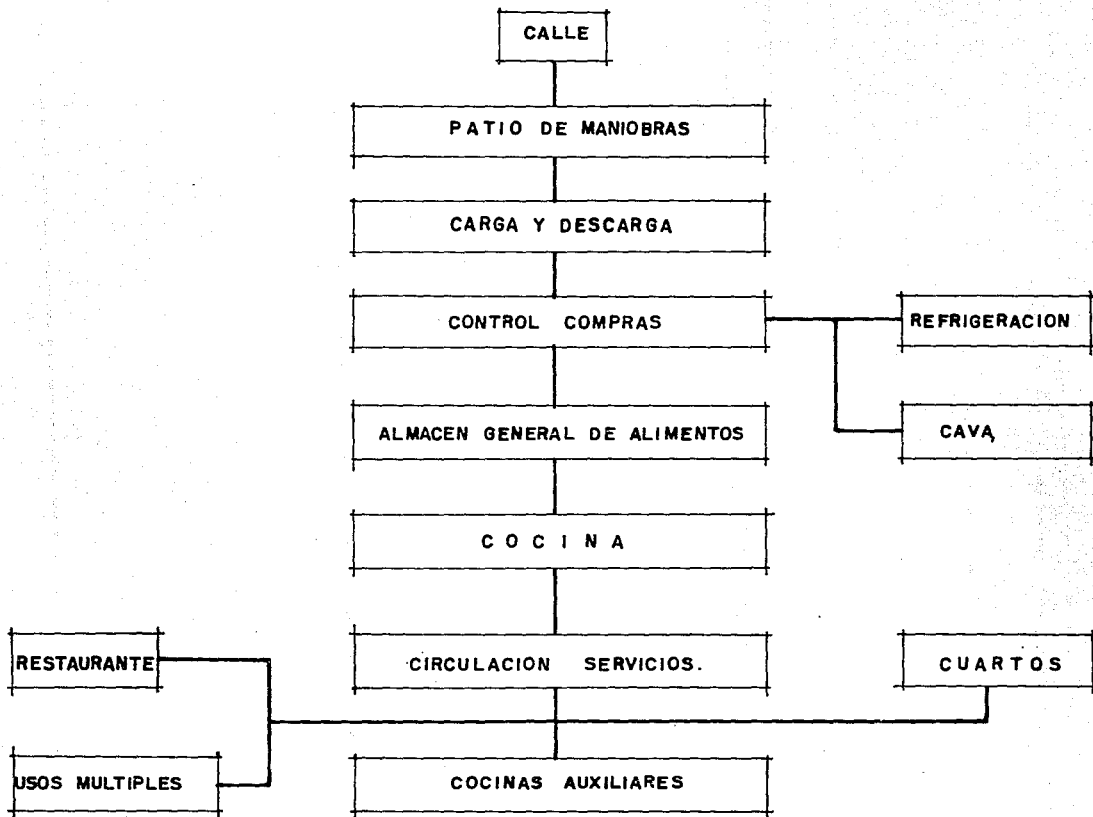 CALLE
PATIO DE MANIOBRAS
CARGA Y DESCARGA
CONTROL COMPRAS
REFRIGERACION
ALMACEN GENERAL DE ALIMENTOS
CAVA
COCINA
RESTAURANTE
CIRCULACION SERVICIOS.
CUARTOS
USOS MULTIPLES
COCINAS AUXILIARES